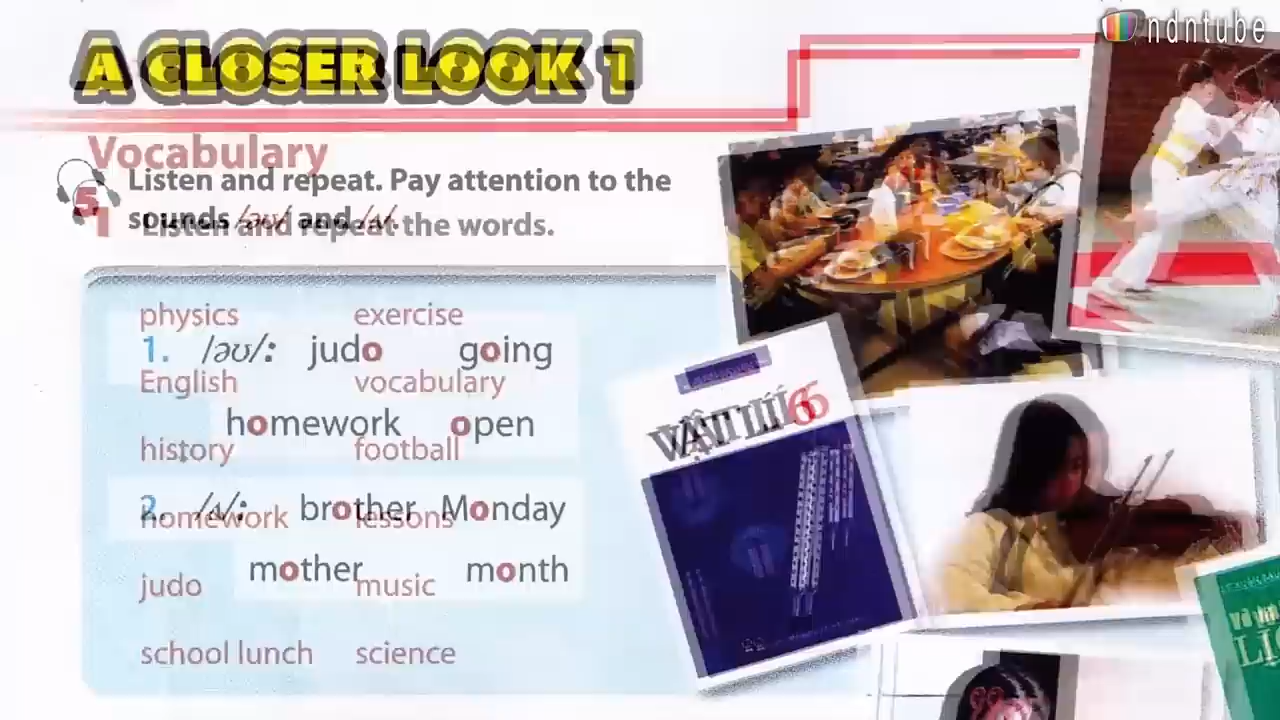 ndntube
A CLOSER LOOK 1
Vocabulary
5 Listen and repeat. Pay attention to the
sounds /əʊ/ and /ʌ/.
1 Listen and repeat the words.
physics exercise
1. /əʊ/: judo going
English vocabulary
homework open
history football
2. /ʌ/: brother Monday
homework lessons
mother month
judo music
school lunch science
VẬT LÍ 6